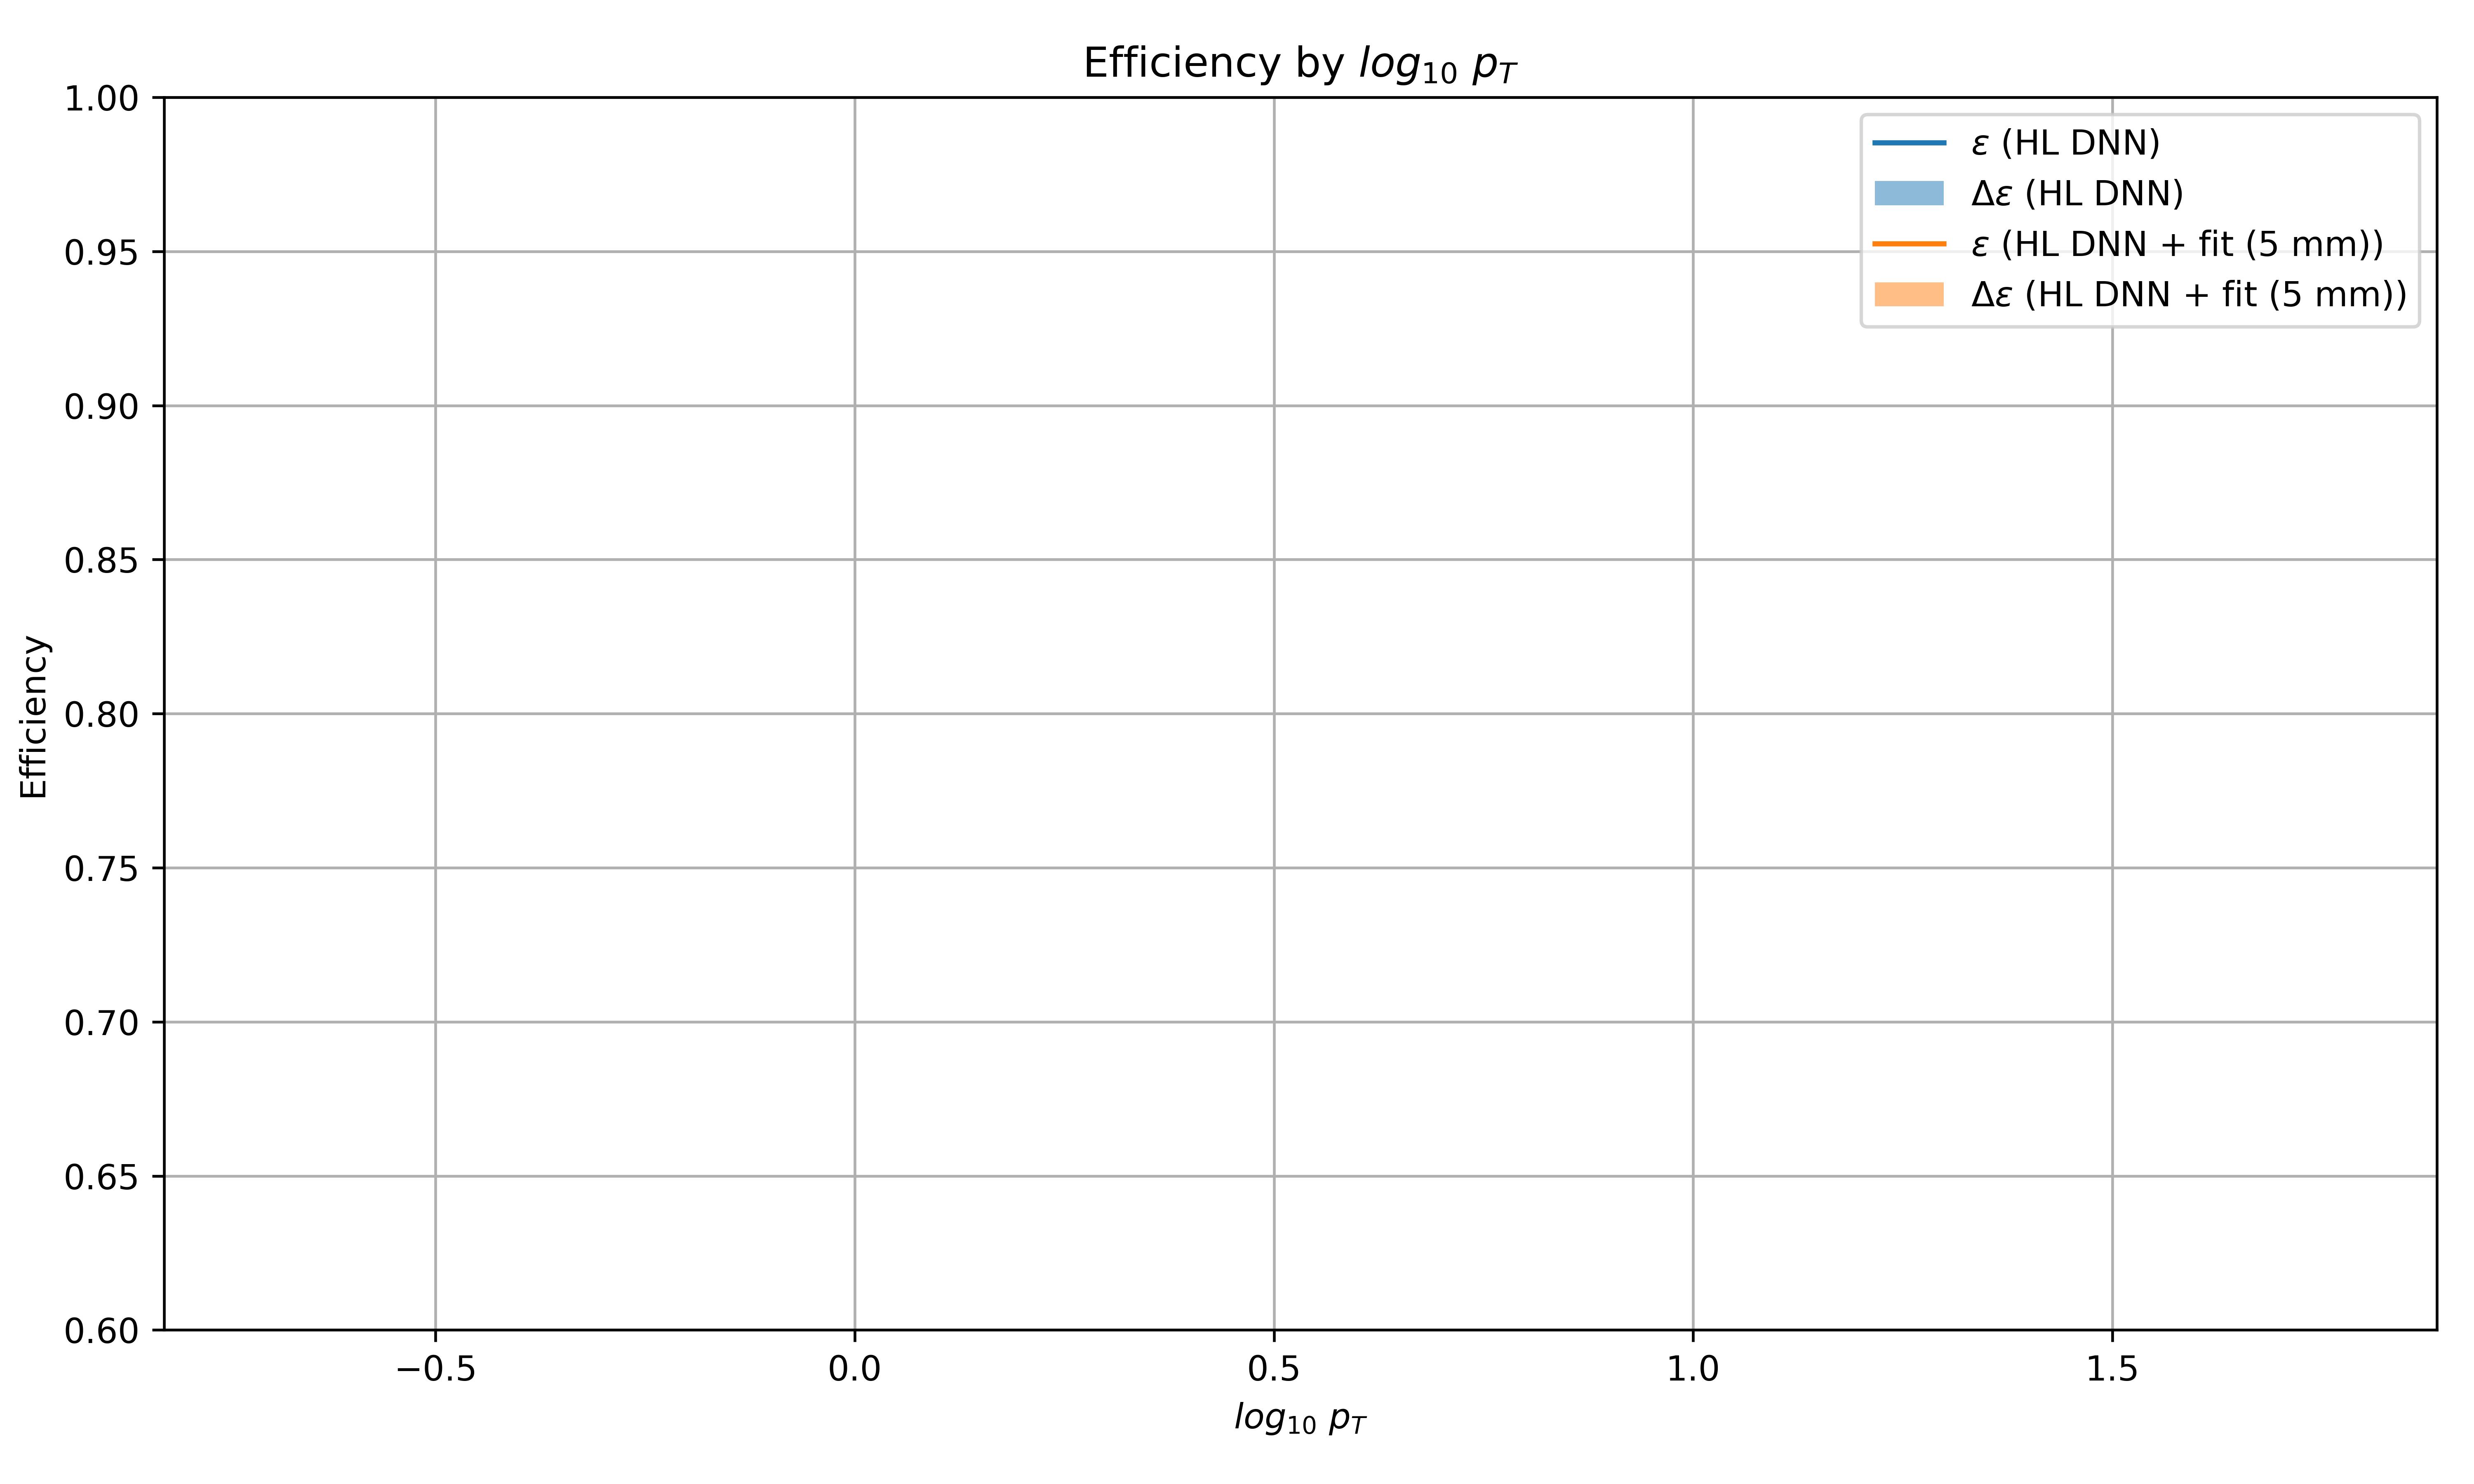 Efficiency by log₁₀ p_T
1.00
0.95
0.90
0.85
0.80
0.75
0.70
0.65
0.60
Efficiency
ε (HL DNN)
Δε (HL DNN)
ε (HL DNN + fit (5 mm))
Δε (HL DNN + fit (5 mm))
−0.5 0.0 0.5 1.0 1.5
log₁₀ p_T